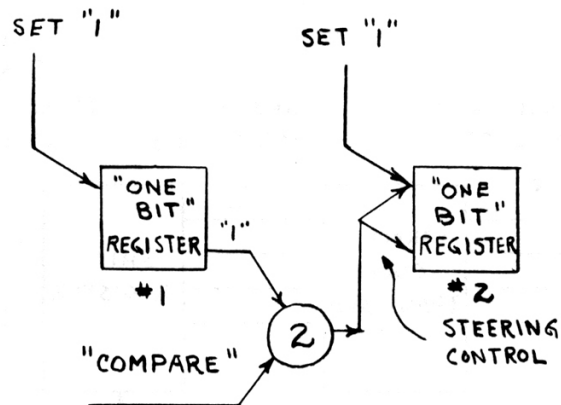 SET "1"
SET "1"
"ONE
BIT"
REGISTER
#1
"1"
"ONE
BIT"
REGISTER
#2
2
"COMPARE"
STEERING
CONTROL